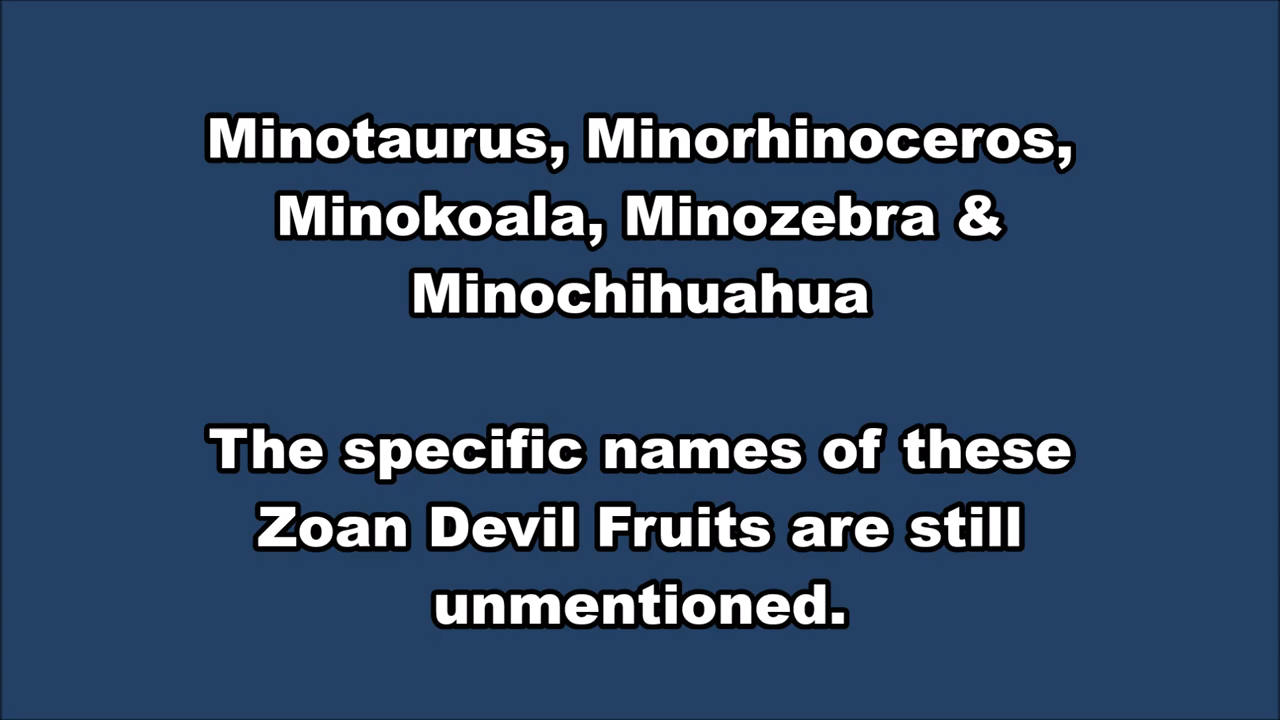 Minotaurus, Minorhinoceros,
Minokoala, Minozebra &
Minochihuahua
The specific names of these
Zoan Devil Fruits are still
unmentioned.